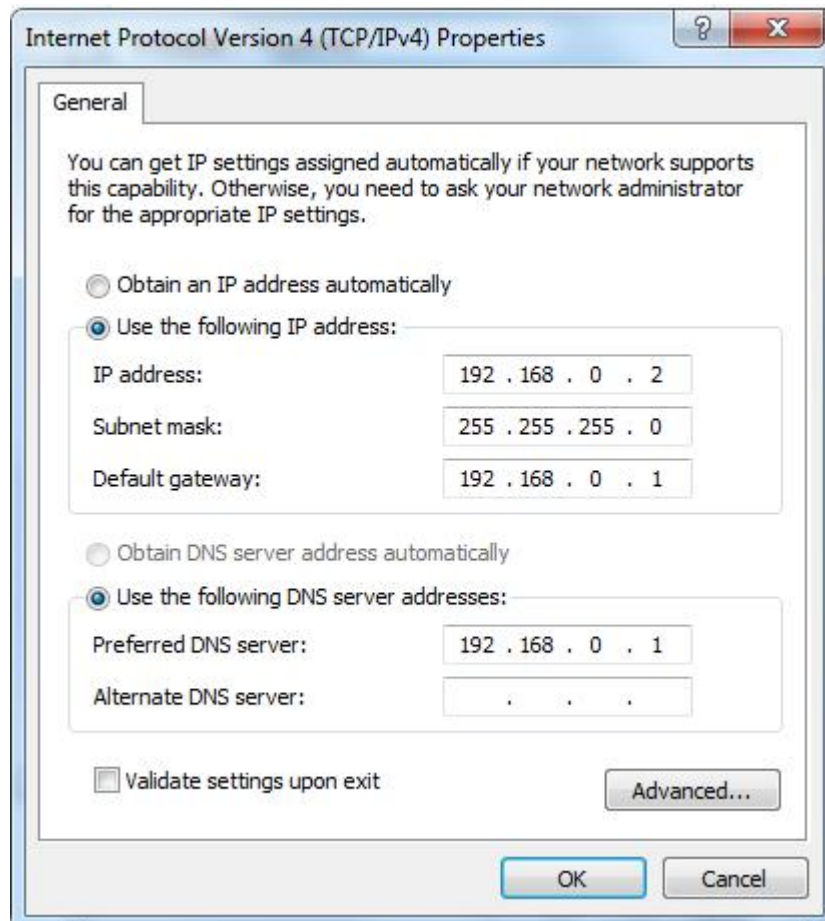 Internet Protocol Version 4 (TCP/IPv4) Properties
General
You can get IP settings assigned automatically if your network supports
this capability. Otherwise, you need to ask your network administrator
for the appropriate IP settings.
Obtain an IP address automatically
Use the following IP address:
IP address: 192 . 168 . 0 . 2
Subnet mask: 255 . 255 . 255 . 0
Default gateway: 192 . 168 . 0 . 1
Obtain DNS server address automatically
Use the following DNS server addresses:
Preferred DNS server: 192 . 168 . 0 . 1
Alternate DNS server: . . .
Validate settings upon exit
Advanced...
OK Cancel